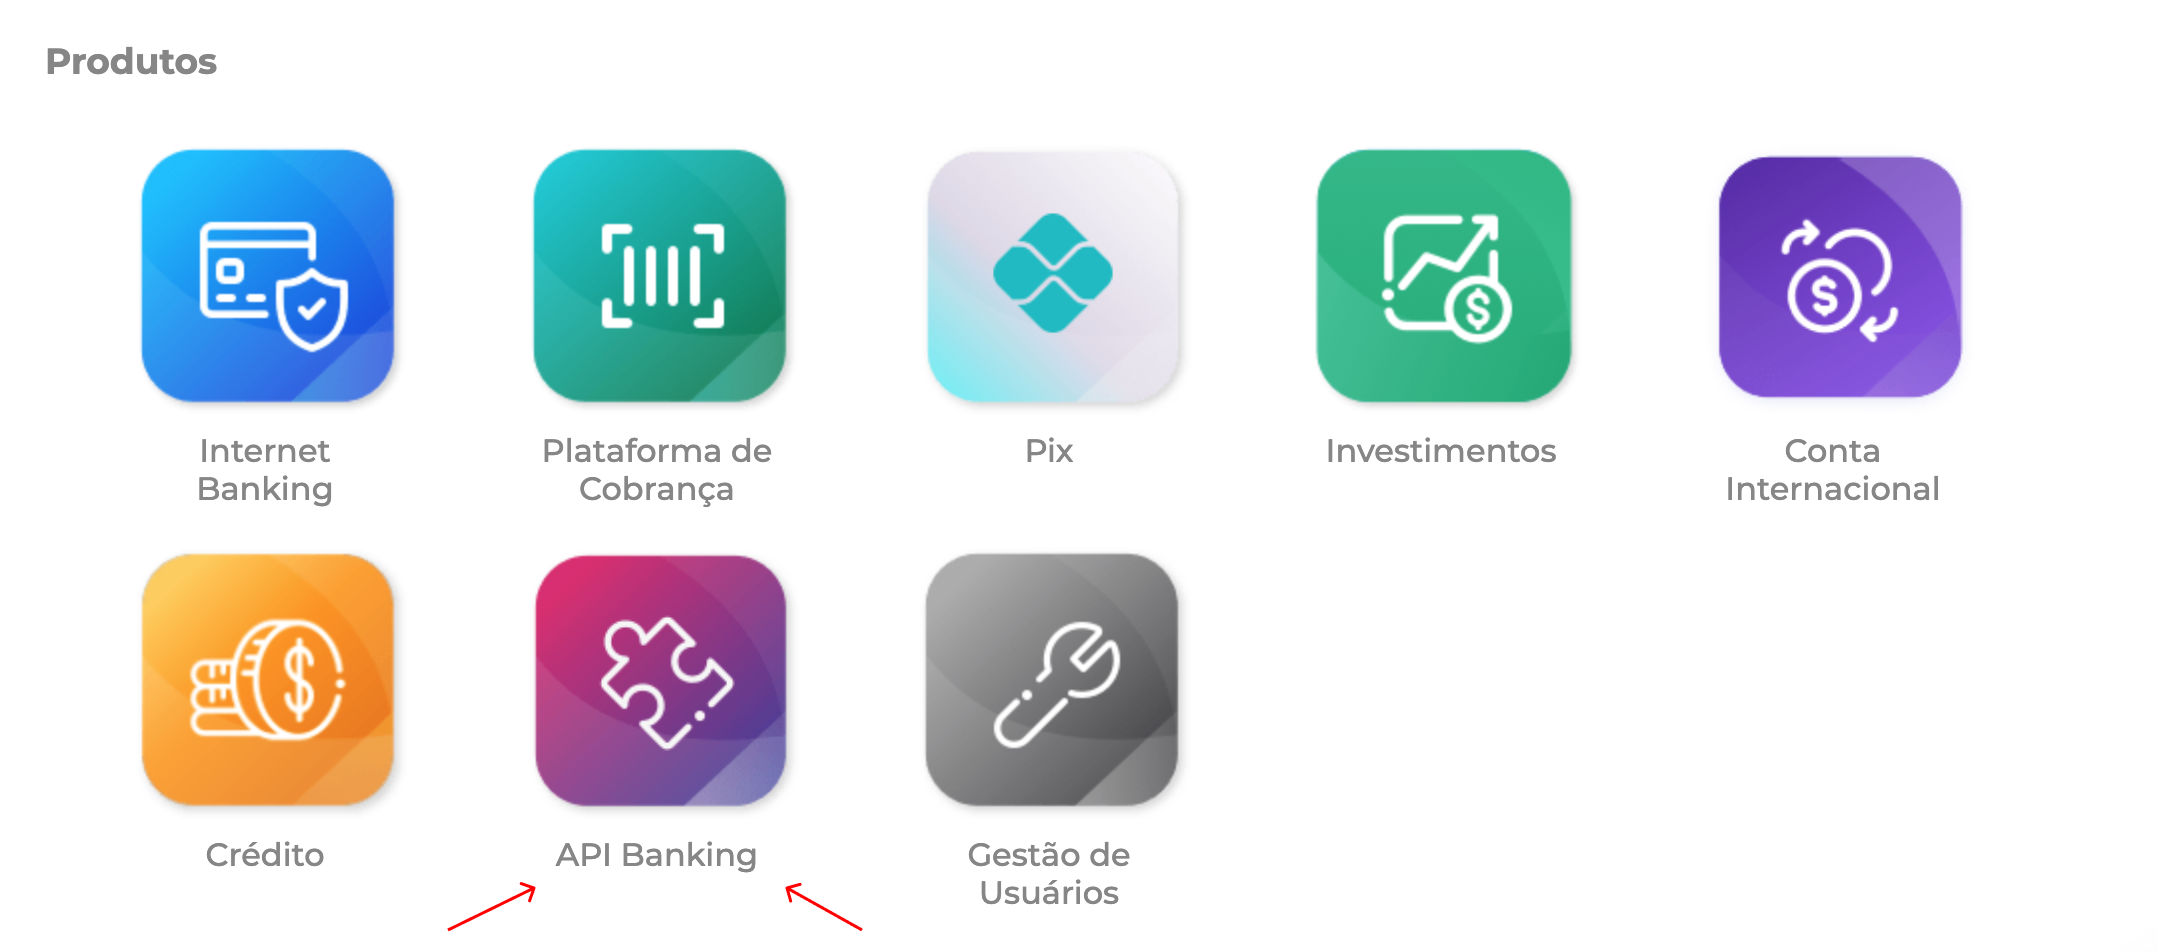 Produtos
Internet
Banking
Plataforma de
Cobrança
Pix
Investimentos
Conta
Internacional
Crédito
API Banking
Gestão de
Usuários